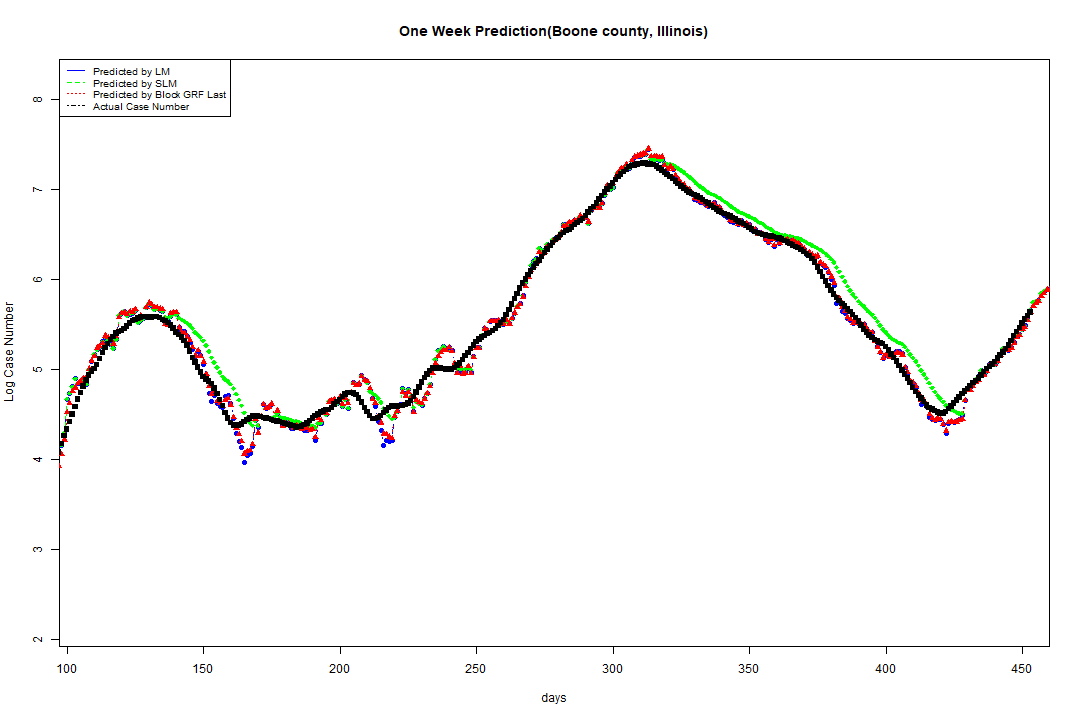 One Week Prediction(Boone county, Illinois)
Predicted by LM
Predicted by SLM
Predicted by Block GRF Last
Actual Case Number
Log Case Number
8
7
6
5
4
3
2
100 150 200 250 300 350 400 450
days